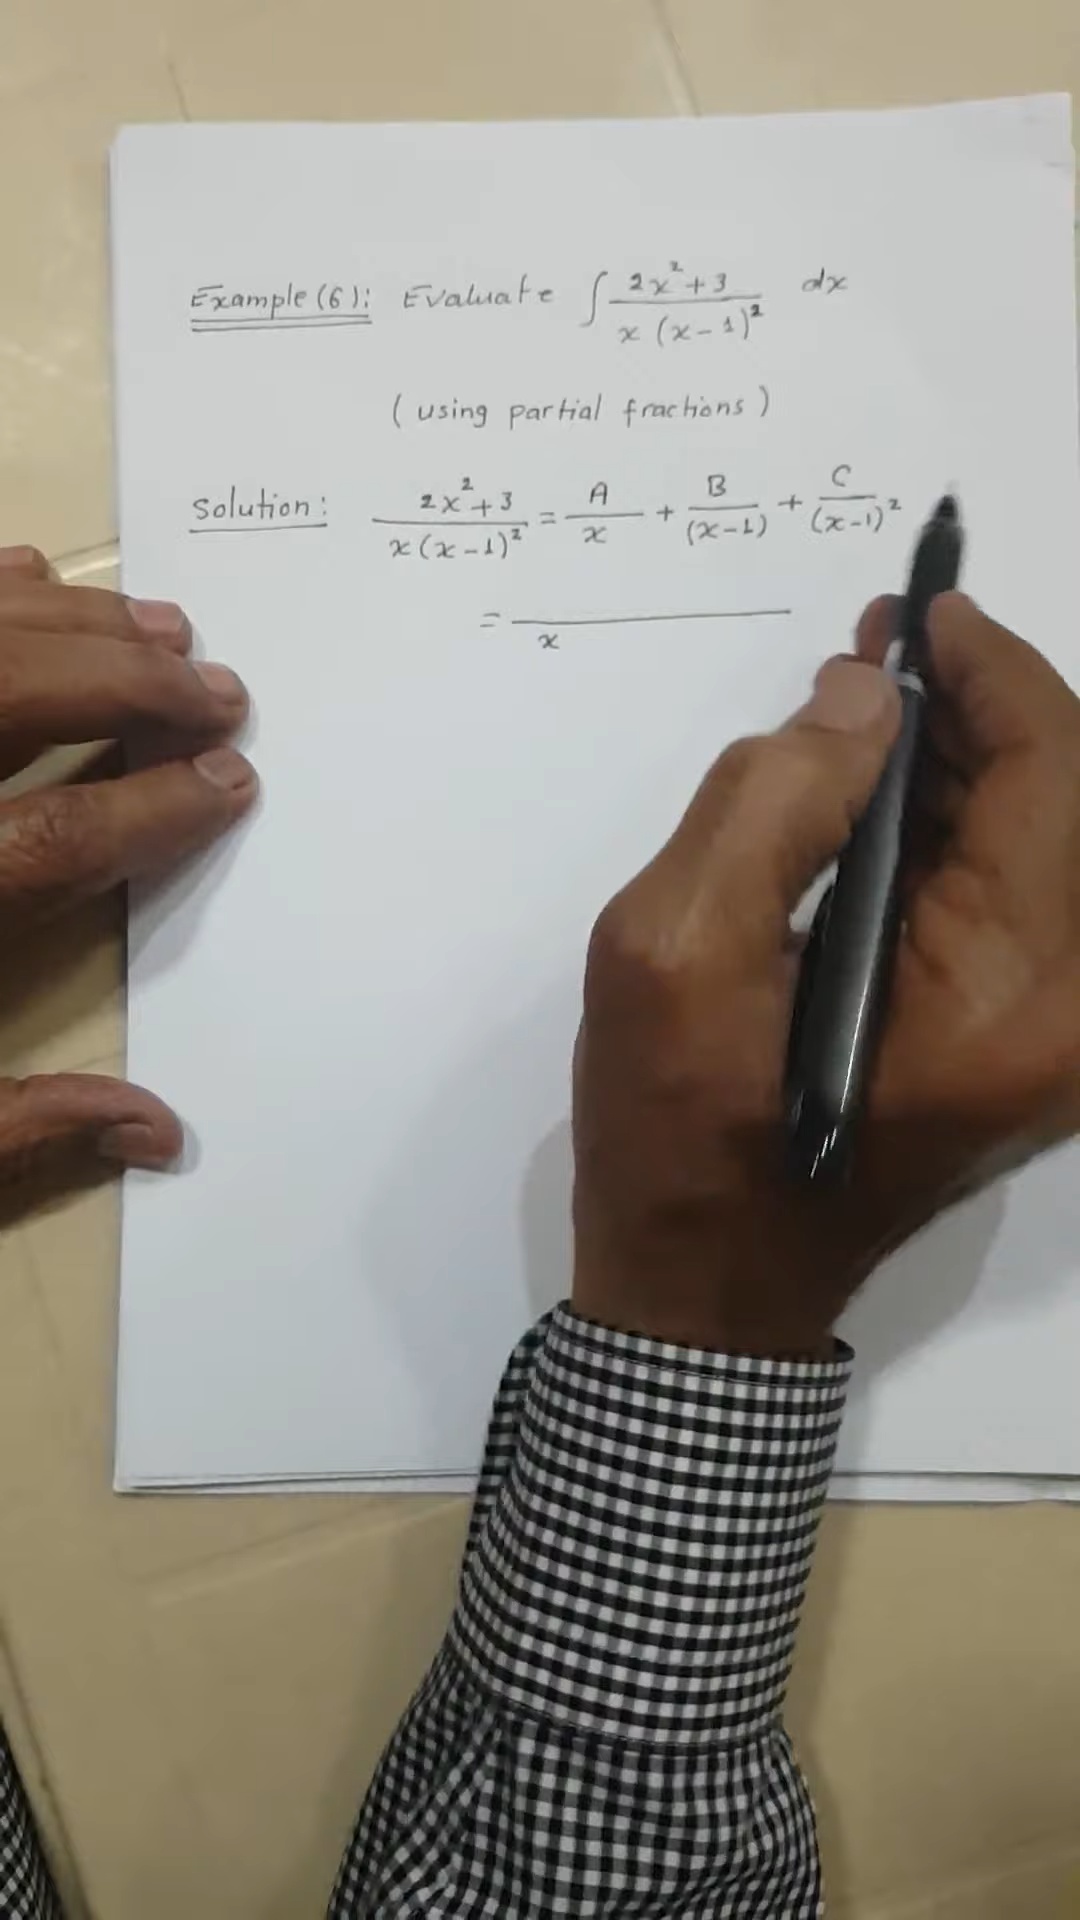 Example (6): Evaluate ∫ (2x² + 3) / (x (x - 1)²) dx
(using partial fractions)
Solution: (2x² + 3) / (x (x - 1)²) = A / x + B / (x - 1) + C / (x - 1)²
= ――― / x